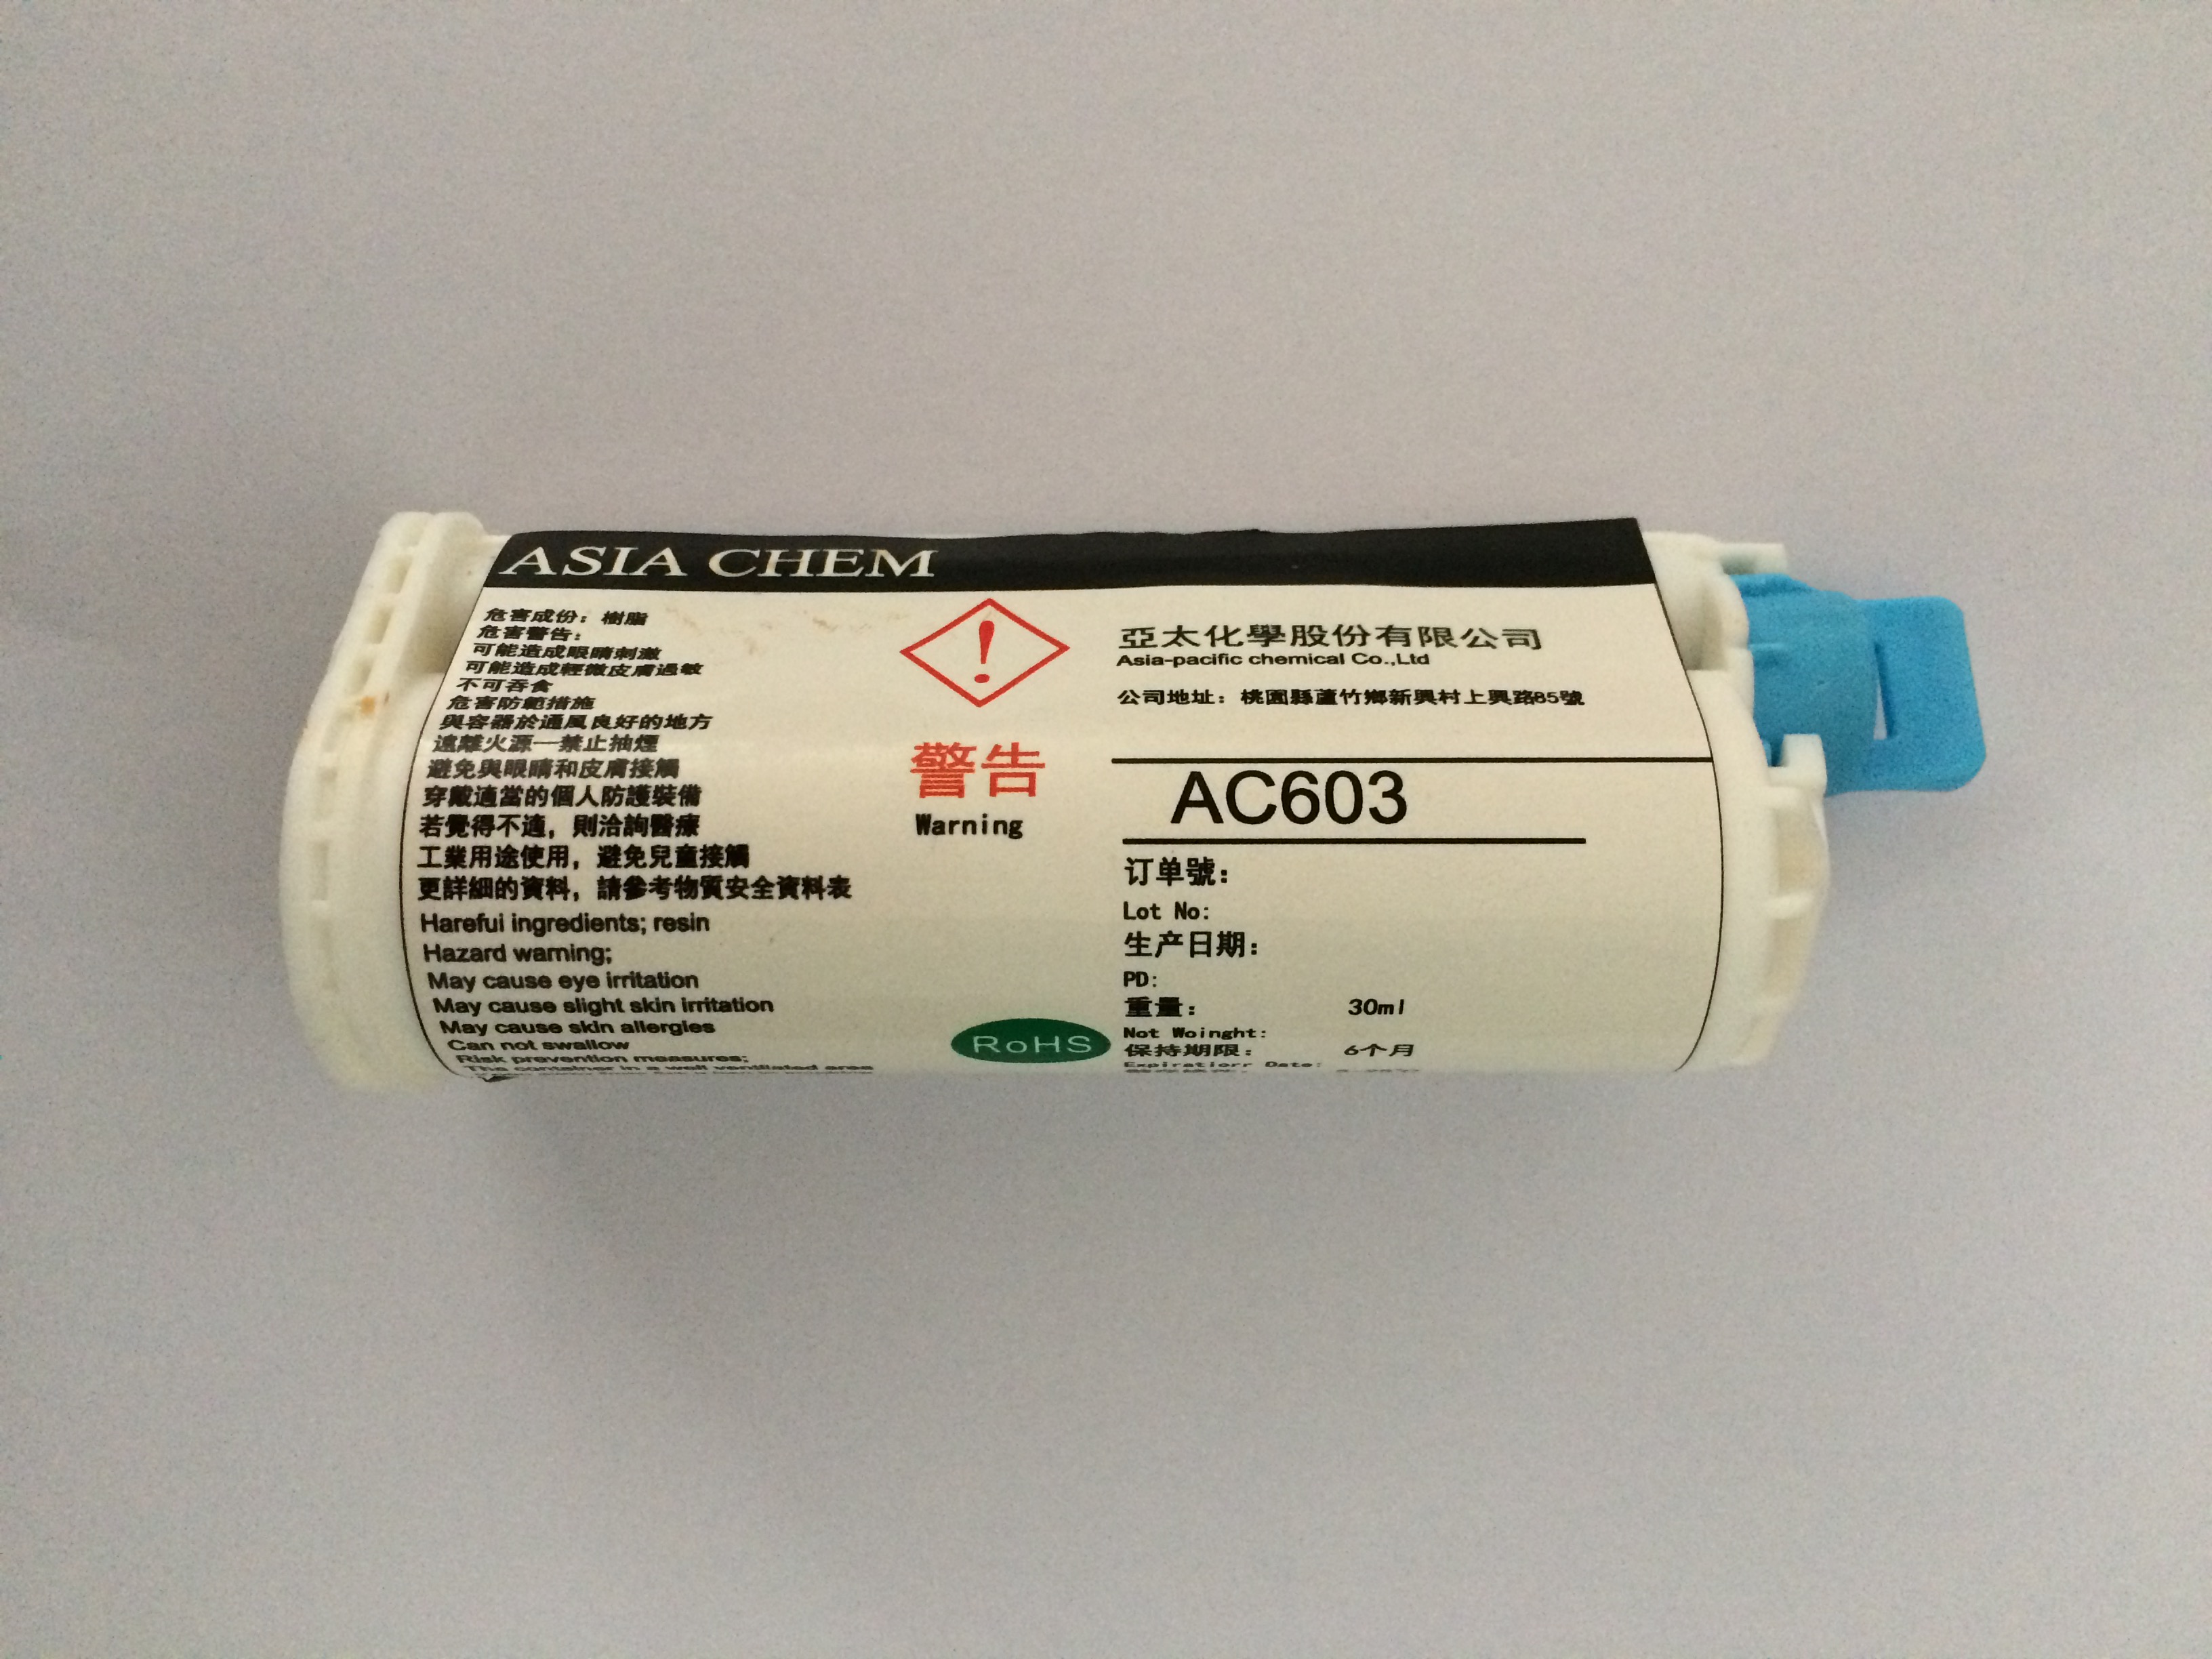 ASIA CHEM
危害成份：樹脂
危害警告：
可能造成眼睛刺激
可能造成輕微皮膚過敏
不可吞食
危害防範措施
與容器於通風良好的地方
遠離火源一禁止抽煙
避免與眼睛和皮膚接觸
穿戴適當的個人防護裝備
若覺得不適，則洽詢醫療
工業用途使用，避免兒童接觸
更詳細的資料，請參考物質安全資料表
Harefui ingredients; resin
Hazard warning;
May cause eye irritation
May cause slight skin irritation
May cause skin allergies
Can not swallow
Risk prevention measures;
The container in a well ventilated area
!
警告
Warning
RoHS
亞太化學股份有限公司
Asia-pacific chemical Co.,Ltd
公司地址：桃園縣蘆竹鄉新興村上興路85號
AC603
订单號：
Lot No:
生产日期：
PD:
重量： 30ml
Not Woinght:
保持期限： 6个月
Expiratiorr Date: